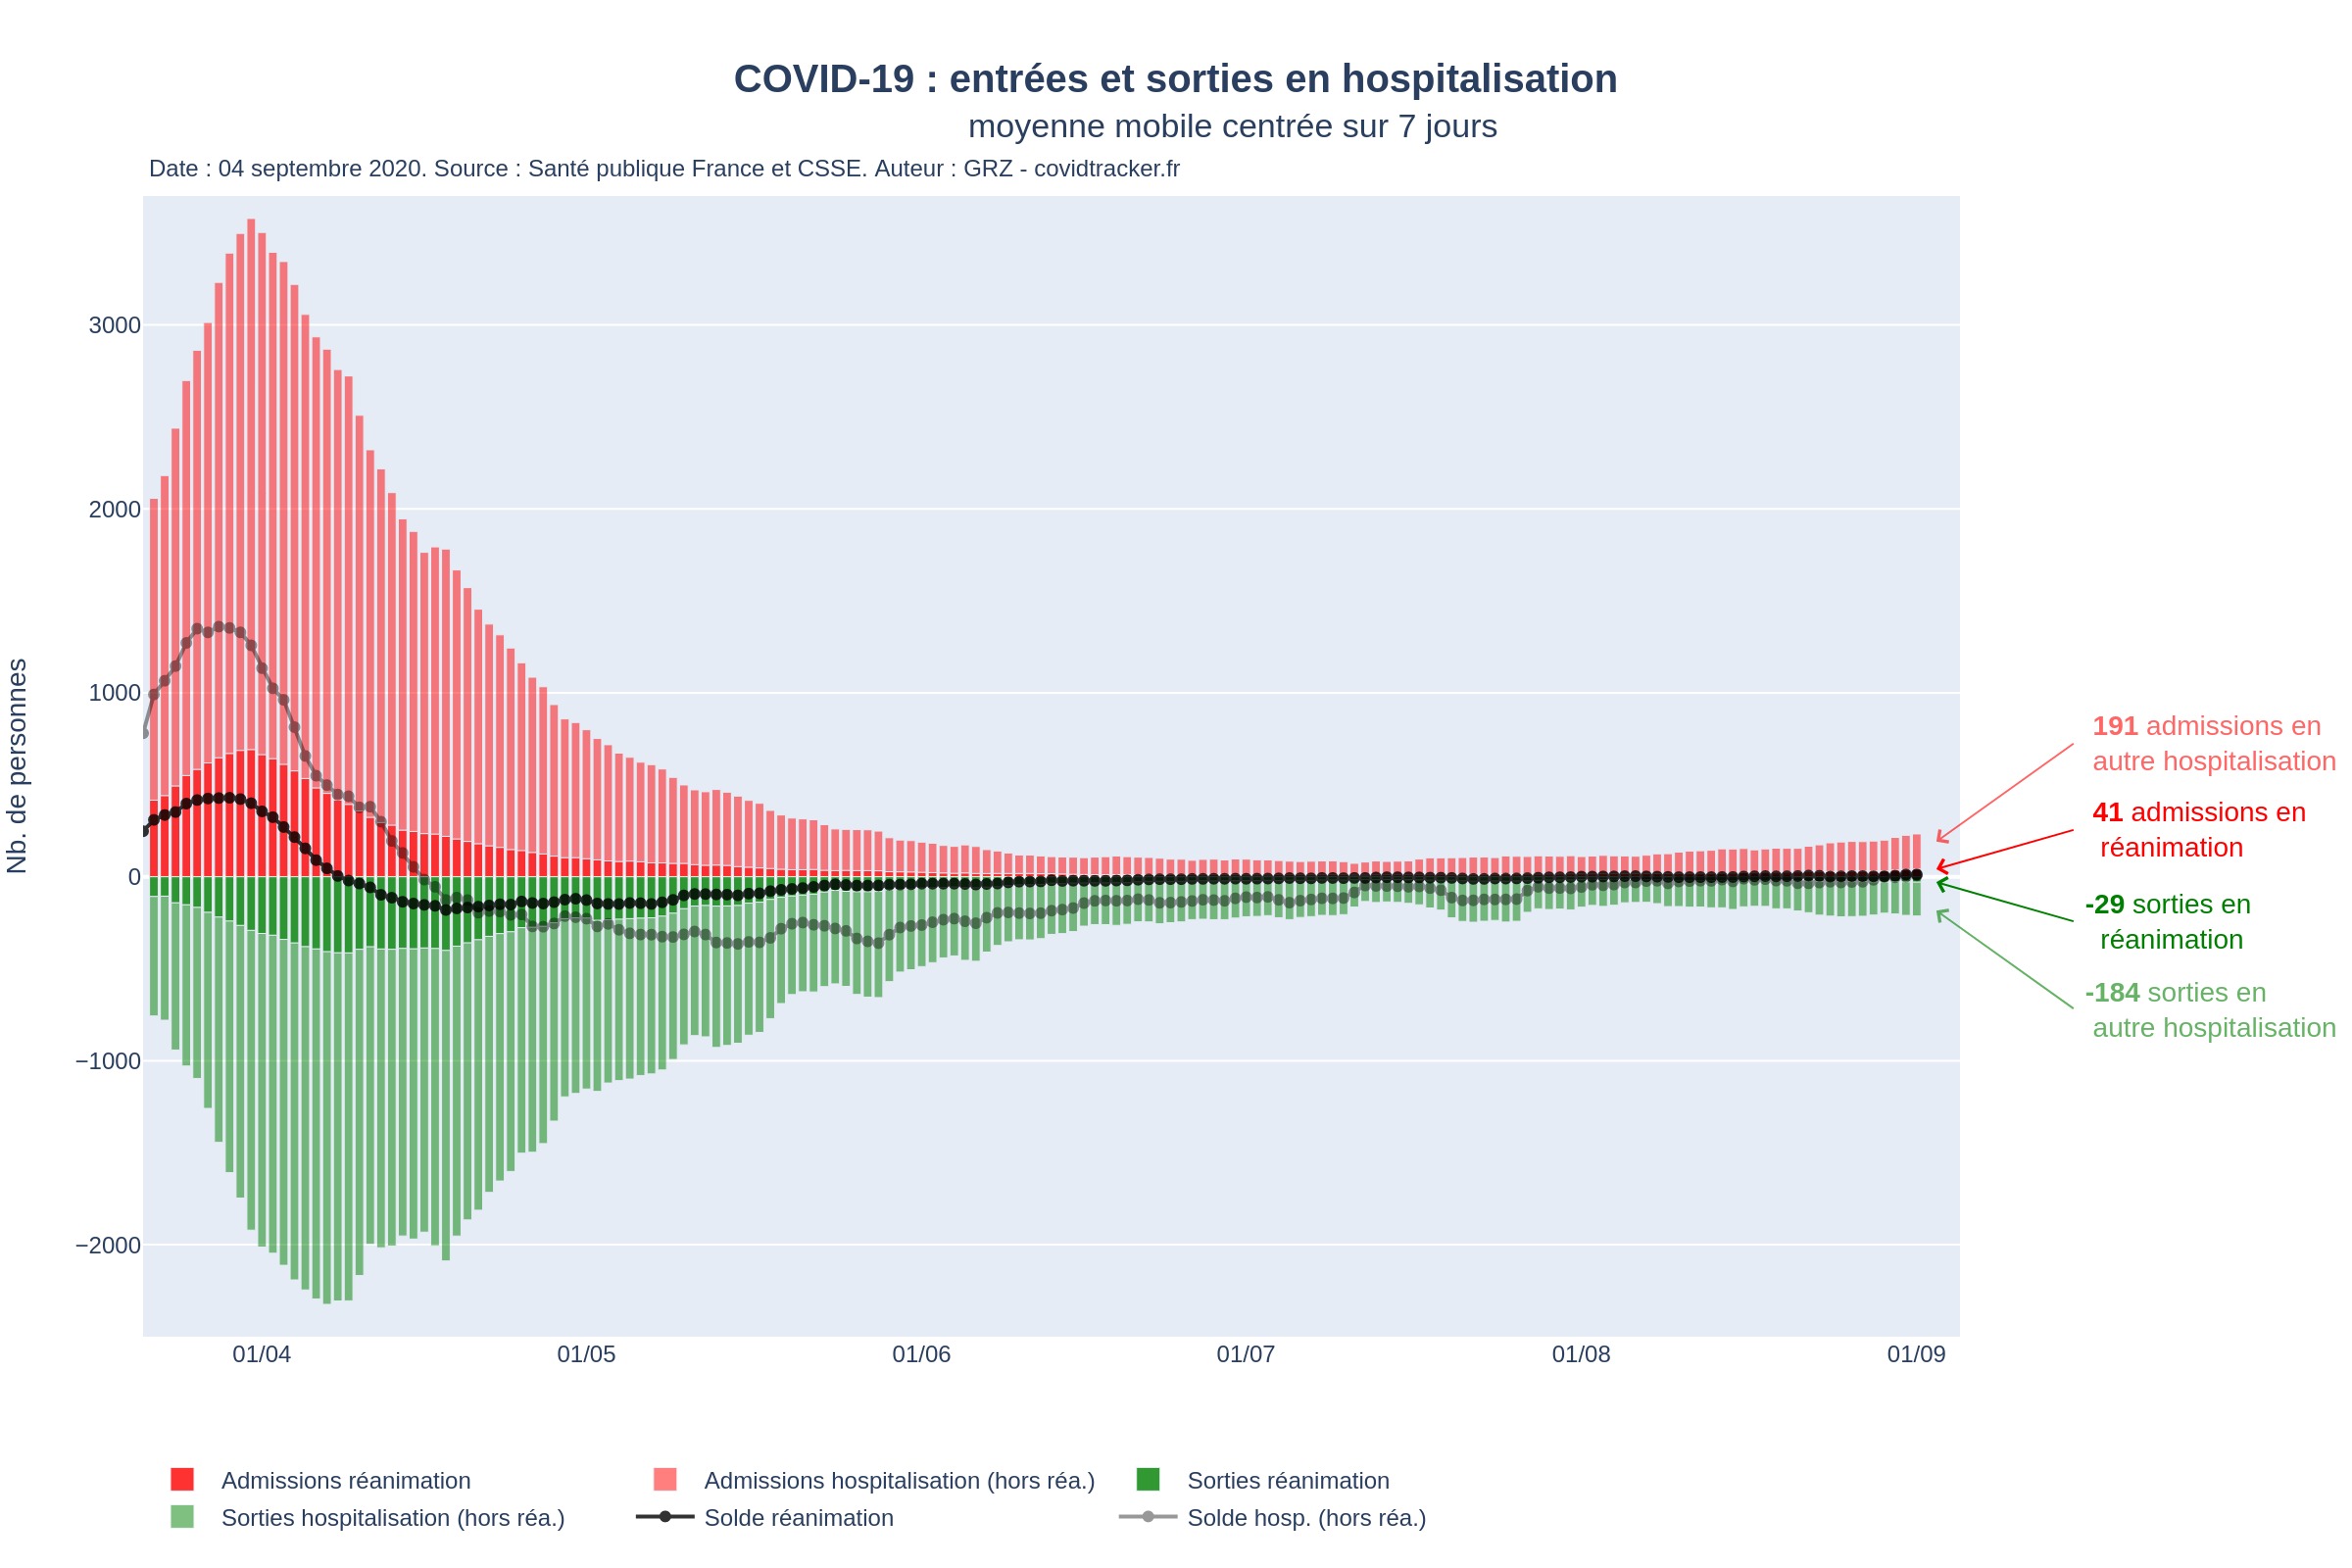 COVID-19 : entrées et sorties en hospitalisation
moyenne mobile centrée sur 7 jours
Date : 04 septembre 2020. Source : Santé publique France et CSSE. Auteur : GRZ - covidtracker.fr
Nb. de personnes
3000
2000
1000
0
−1000
−2000
01/04
01/05
01/06
01/07
01/08
01/09
191 admissions en
autre hospitalisation
41 admissions en
réanimation
-29 sorties en
réanimation
-184 sorties en
autre hospitalisation
Admissions réanimation
Admissions hospitalisation (hors réa.)
Sorties réanimation
Sorties hospitalisation (hors réa.)
Solde réanimation
Solde hosp. (hors réa.)